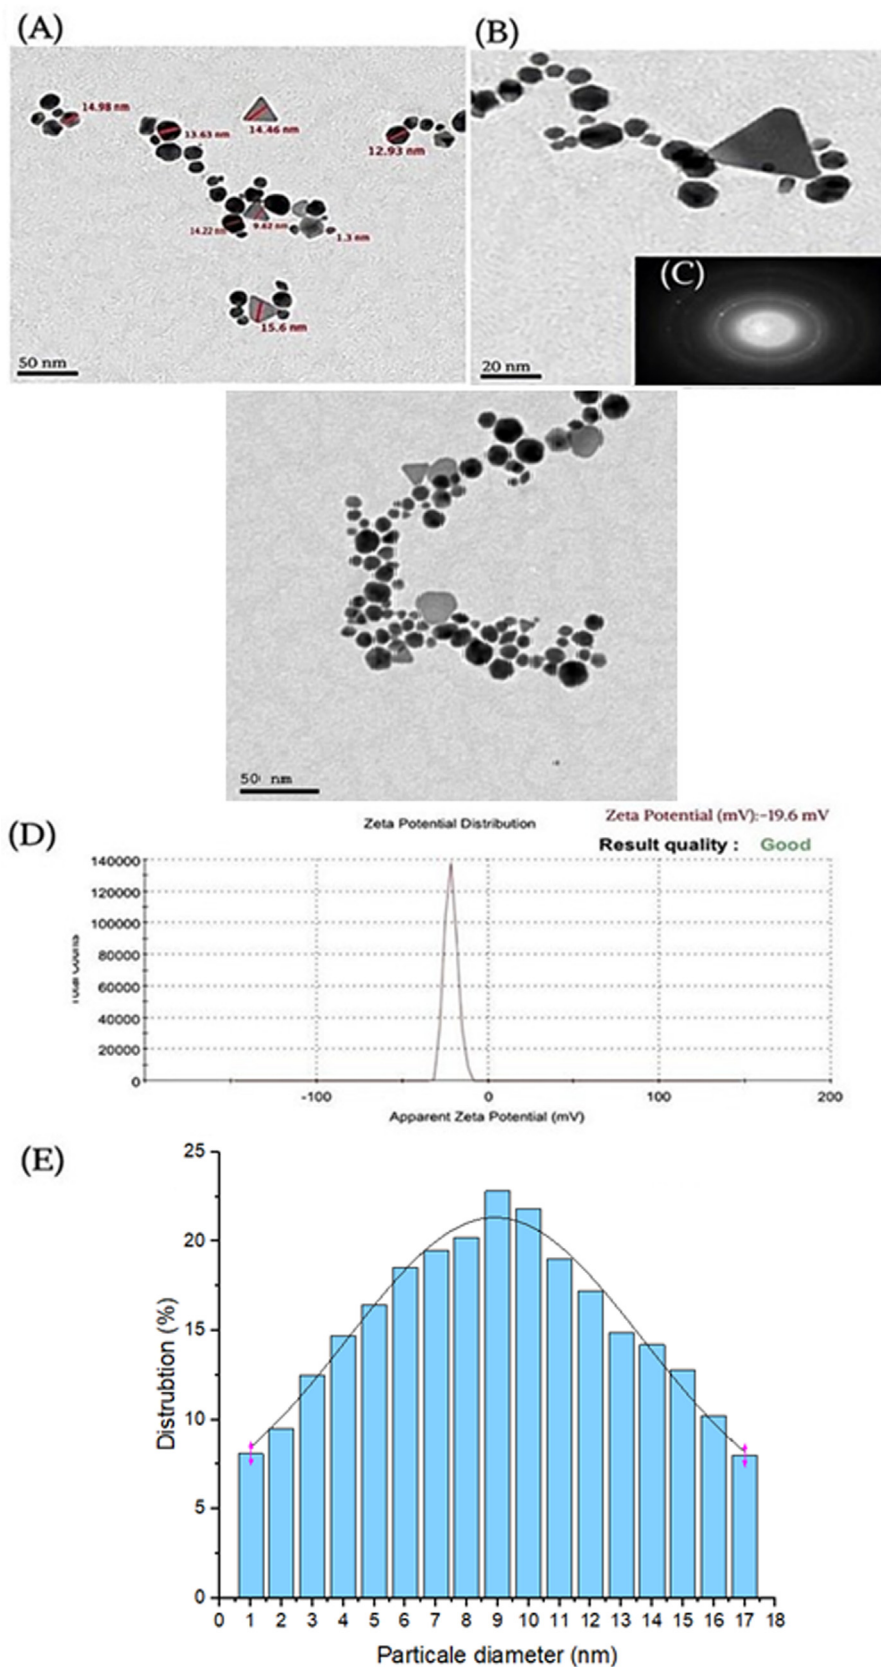 (A)
14.98 nm
13.63 nm
14.46 nm
12.93 nm
14.22 nm
9.62 nm
1.3 nm
15.6 nm
50 nm
(B)
(C)
20 nm
50 nm
(D)
Zeta Potential Distribution
Zeta Potential (mV):-19.6 mV
Result quality : Good
140000
120000
100000
80000
60000
40000
20000
0
Total Counts
-100 0 100 200
Apparent Zeta Potential (mV)
(E)
25
20
15
10
5
0
Distrubtion (%)
0 1 2 3 4 5 6 7 8 9 10 11 12 13 14 15 16 17 18
Particale diameter (nm)